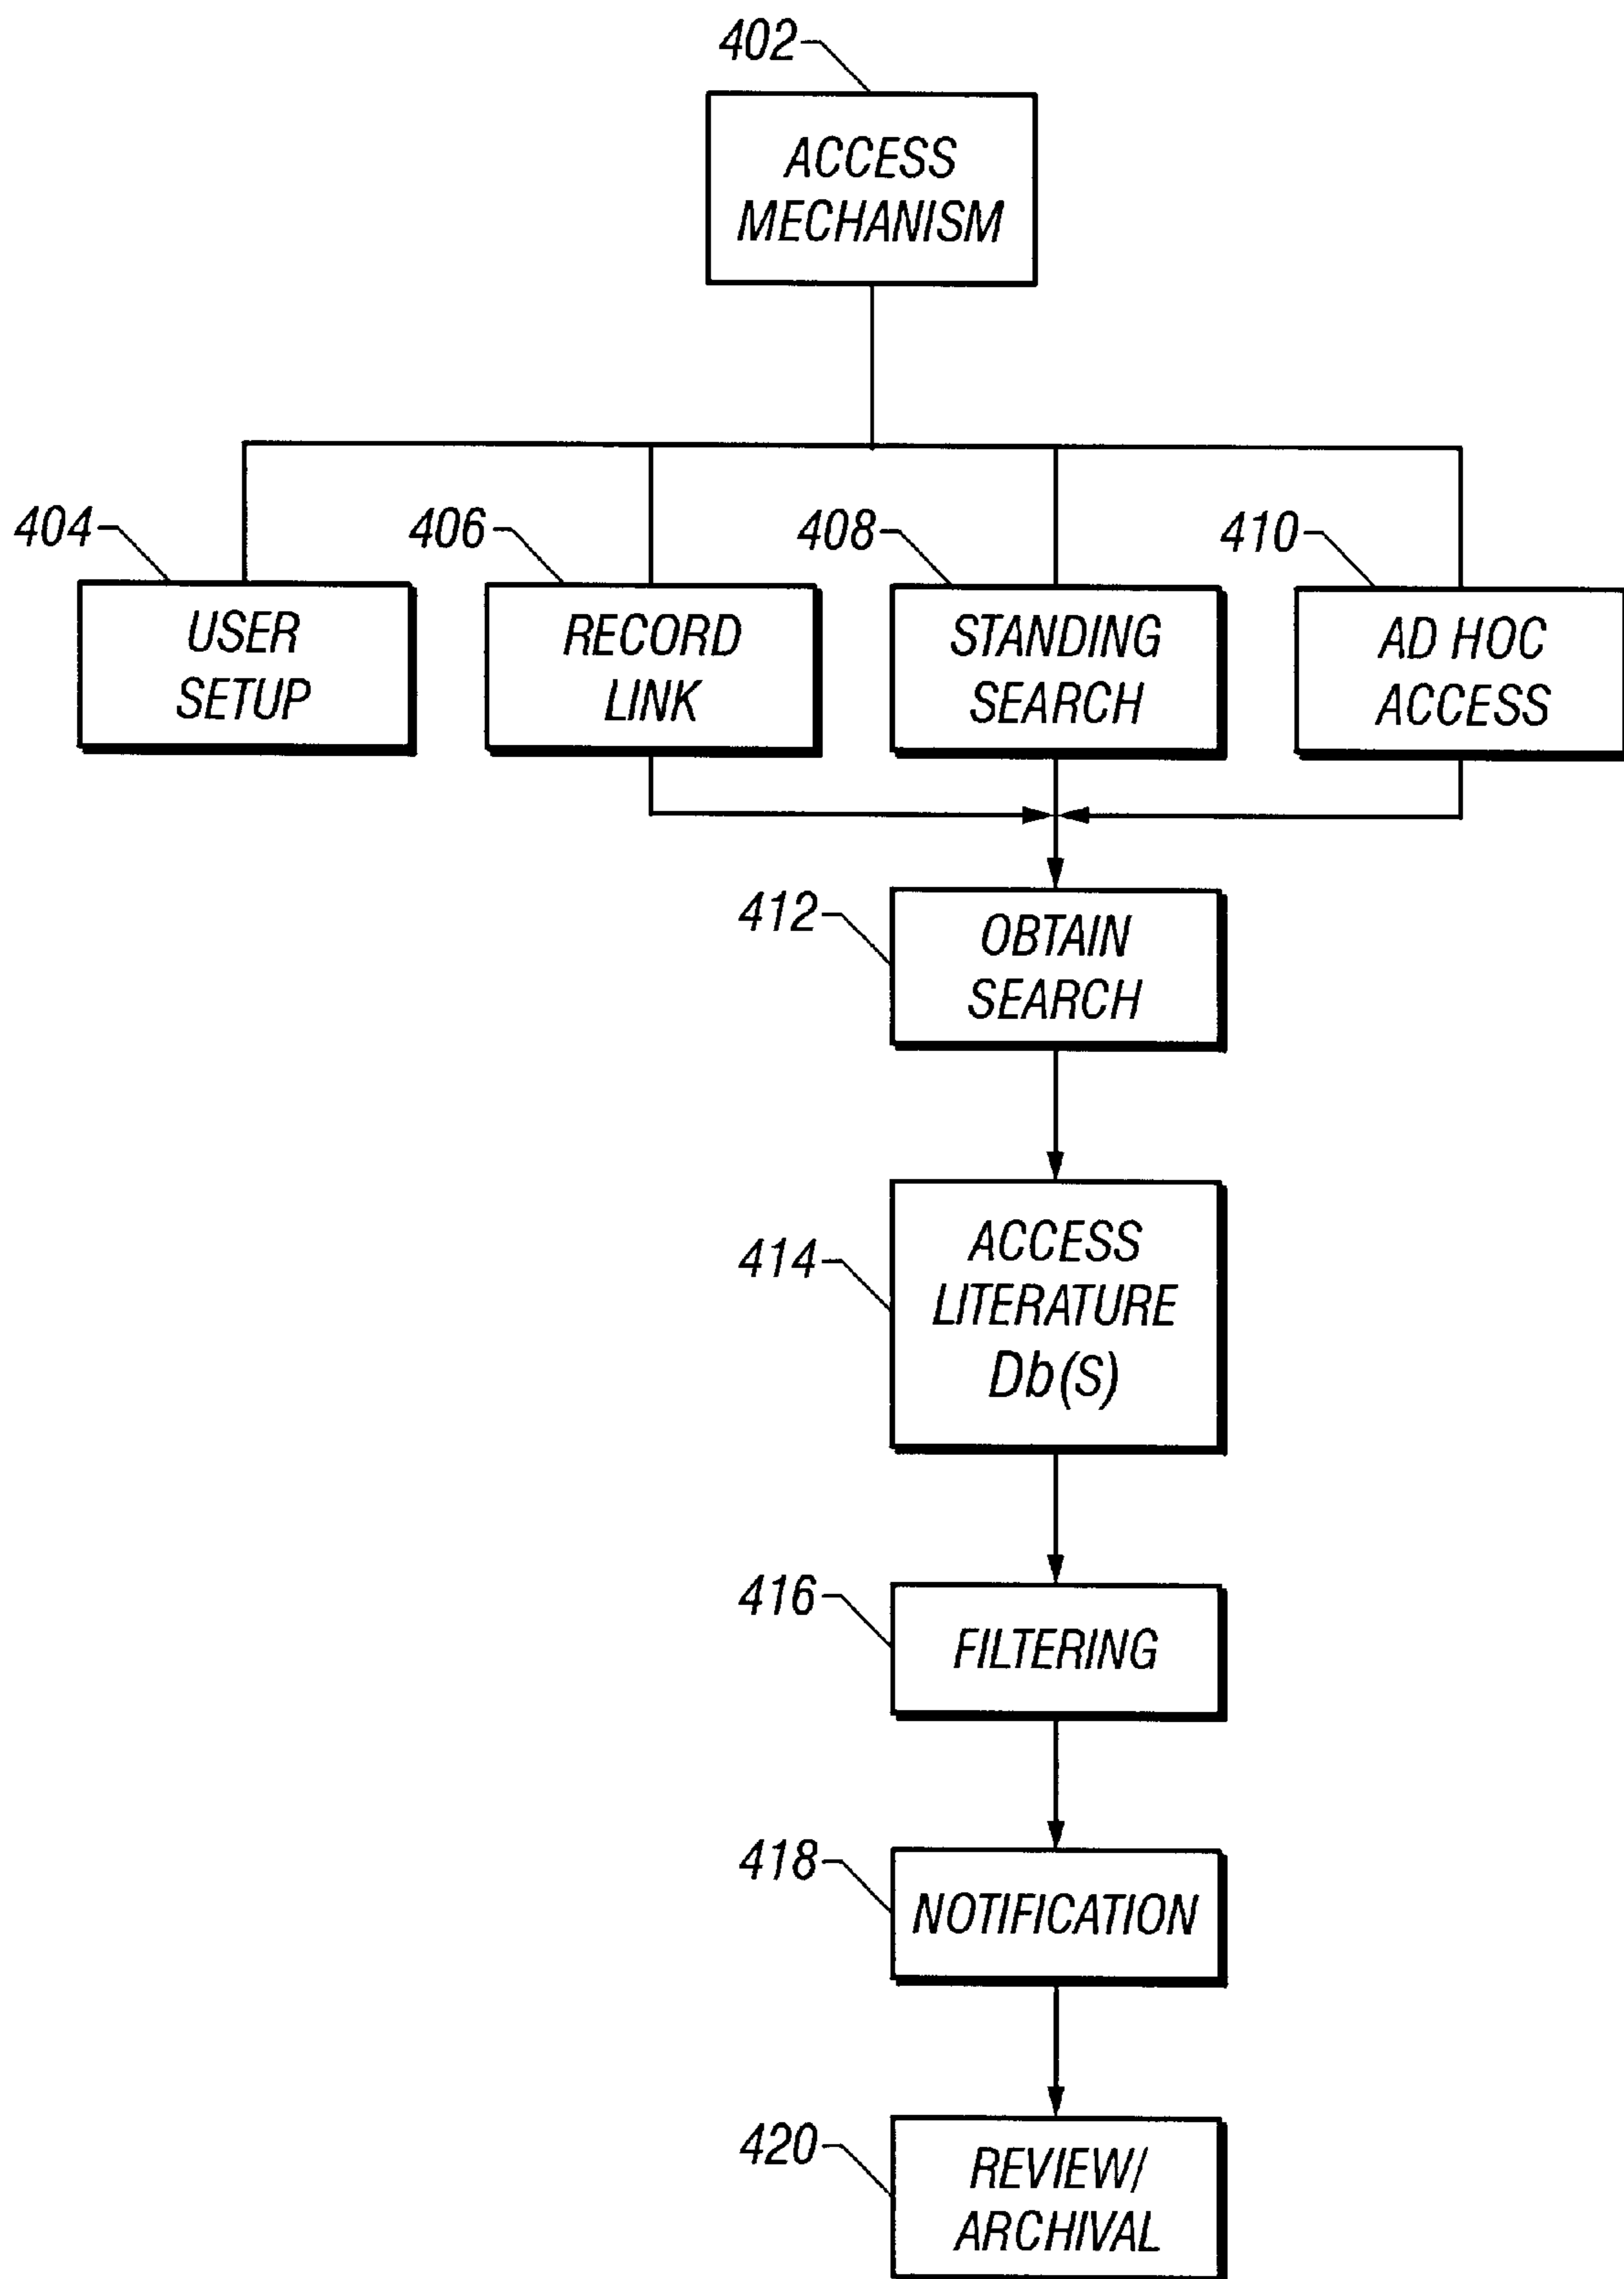 402
ACCESS
MECHANISM
404
406
408
410
USER
SETUP
RECORD
LINK
STANDING
SEARCH
AD HOC
ACCESS
412
OBTAIN
SEARCH
414
ACCESS
LITERATURE
Db(S)
416
FILTERING
418
NOTIFICATION
420
REVIEW/
ARCHIVAL